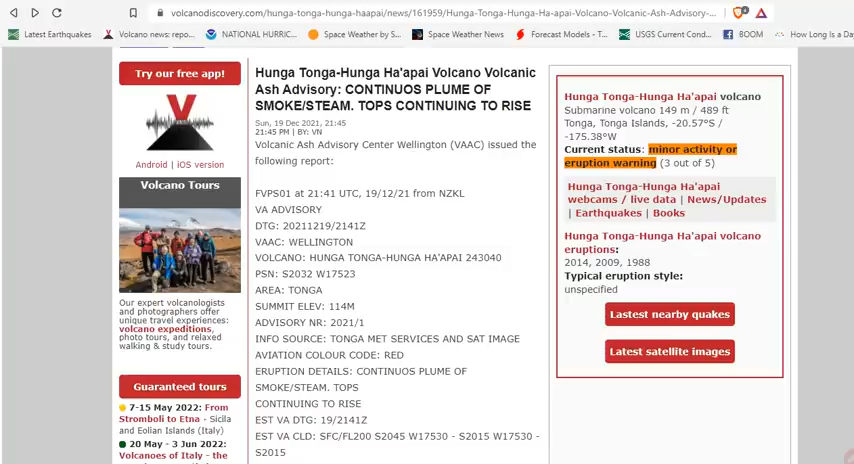 volcanodiscovery.com/hunga-tonga-hunga-haapai/news/161959/Hunga-Tonga-Hunga-Ha-apai-Volcano-Volcanic-Ash-Advisory-...
Latest Earthquakes
Volcano news: repo...
NATIONAL HURRIC...
Space Weather by S...
Space Weather News
Forecast Models - T...
USGS Current Cond...
BOOM
How Long Is a Day
Try our free app!
Android | iOS version
Volcano Tours
Our expert volcanologists
and photographers offer
unique travel experiences:
volcano expeditions,
photo tours, and relaxed
walking & study tours.
Guaranteed tours
7-15 May 2022: From
Stromboli to Etna - Sicila
and Eolian Islands (Italy)
20 May - 3 Jun 2022:
Volcanoes of Italy - the
Hunga Tonga-Hunga Ha'apai Volcano Volcanic
Ash Advisory: CONTINUOS PLUME OF
SMOKE/STEAM. TOPS CONTINUING TO RISE
Sun, 19 Dec 2021, 21:45
21:45 PM | BY: VN
Volcanic Ash Advisory Center Wellington (VAAC) issued the
following report:
FVPS01 at 21:41 UTC, 19/12/21 from NZKL
VA ADVISORY
DTG: 20211219/2141Z
VAAC: WELLINGTON
VOLCANO: HUNGA TONGA-HUNGA HA'APAI 243040
PSN: S2032 W17523
AREA: TONGA
SUMMIT ELEV: 114M
ADVISORY NR: 2021/1
INFO SOURCE: TONGA MET SERVICES AND SAT IMAGE
AVIATION COLOUR CODE: RED
ERUPTION DETAILS: CONTINUOS PLUME OF
SMOKE/STEAM. TOPS
CONTINUING TO RISE
EST VA DTG: 19/2141Z
EST VA CLD: SFC/FL200 S2045 W17530 - S2015 W17530 -
S2015
Hunga Tonga-Hunga Ha'apai volcano
Submarine volcano 149 m / 489 ft
Tonga, Tonga Islands, -20.57°S /
-175.38°W
Current status: minor activity or
eruption warning (3 out of 5)
Hunga Tonga-Hunga Ha'apai
webcams / live data | News/Updates
| Earthquakes | Books
Hunga Tonga-Hunga Ha'apai volcano
eruptions:
2014, 2009, 1988
Typical eruption style:
unspecified
Lastest nearby quakes
Latest satellite images